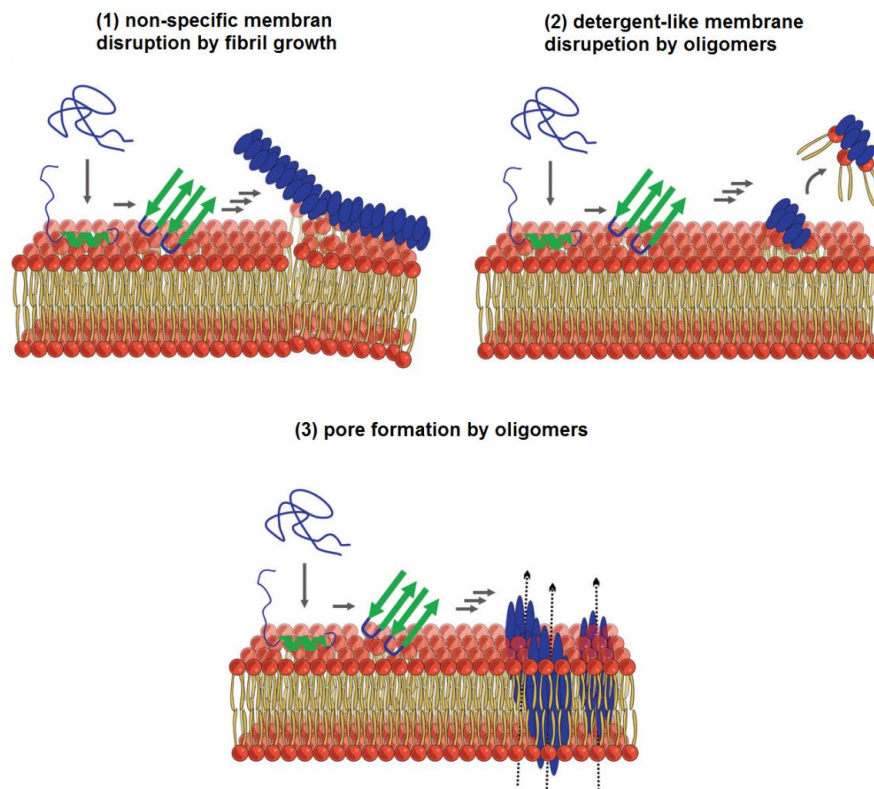 (1) non-specific membran
disruption by fibril growth
(2) detergent-like membrane
disrupetion by oligomers
(3) pore formation by oligomers